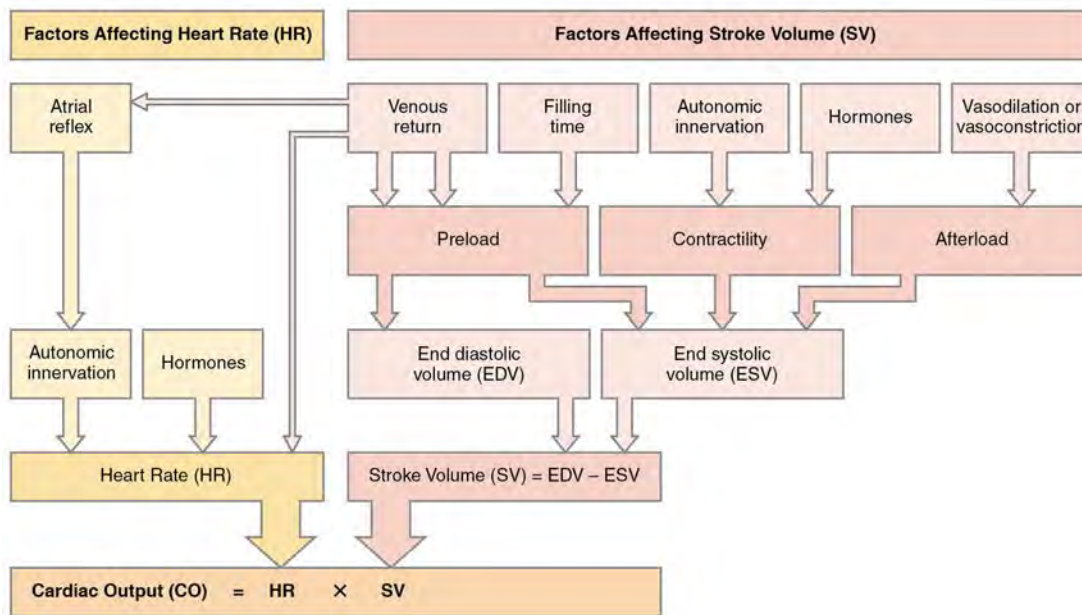 Factors Affecting Heart Rate (HR)
Factors Affecting Stroke Volume (SV)
Atrial
reflex
Venous
return
Filling
time
Autonomic
innervation
Hormones
Vasodilation or
vasoconstriction
Preload
Contractility
Afterload
Autonomic
innervation
Hormones
End diastolic
volume (EDV)
End systolic
volume (ESV)
Heart Rate (HR)
Stroke Volume (SV) = EDV – ESV
Cardiac Output (CO) = HR × SV